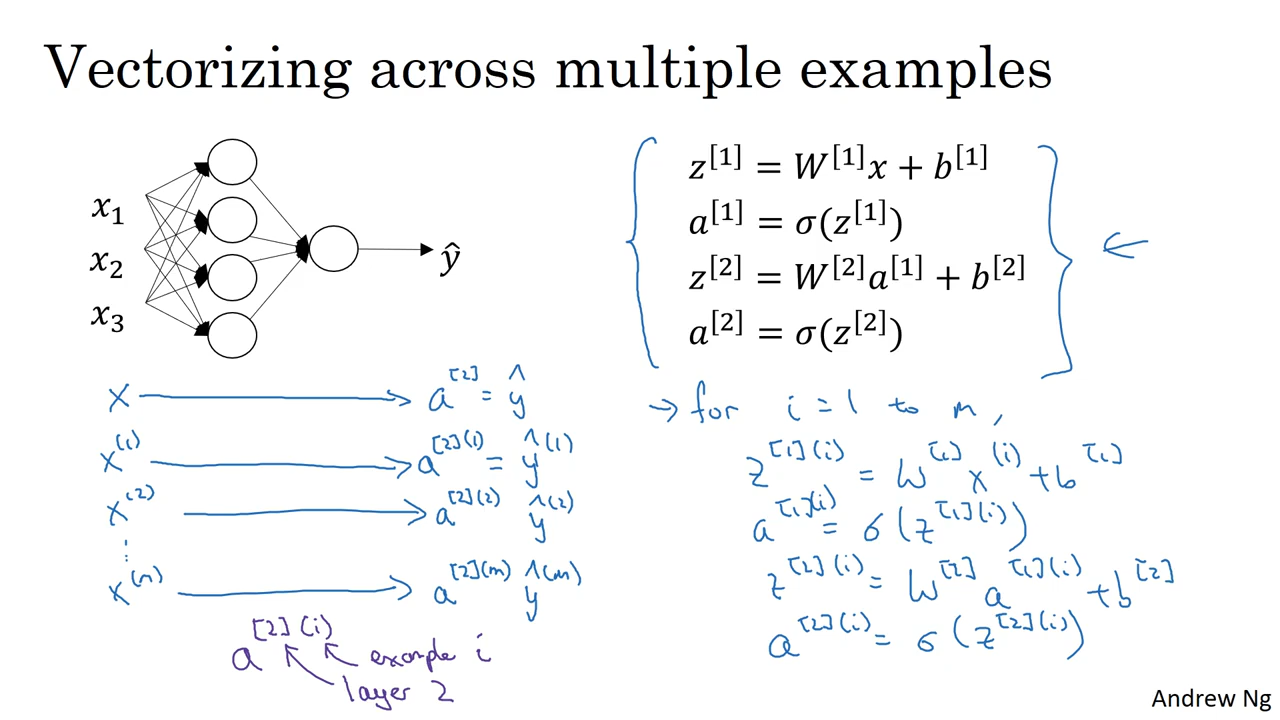 Vectorizing across multiple examples
x₁
x₂
x₃
ŷ
z^[1] = W^[1]x + b^[1]
a^[1] = σ(z^[1])
z^[2] = W^[2]a^[1] + b^[2]
a^[2] = σ(z^[2])
x → a^[2] = ŷ
x^(1) → a^[2](1) = ŷ^(1)
x^(2) → a^[2](2) ŷ^(2)
⋮
x^(m) → a^[2](m) ŷ^(m)
a^[2](i)
example i
layer 2
→ for i = 1 to m,
z^[1](i) = W^[1] x^(i) + b^[1]
a^[1](i) = σ(z^[1](i))
z^[2](i) = W^[2] a^[1](i) + b^[2]
a^[2](i) = σ(z^[2](i))
Andrew Ng